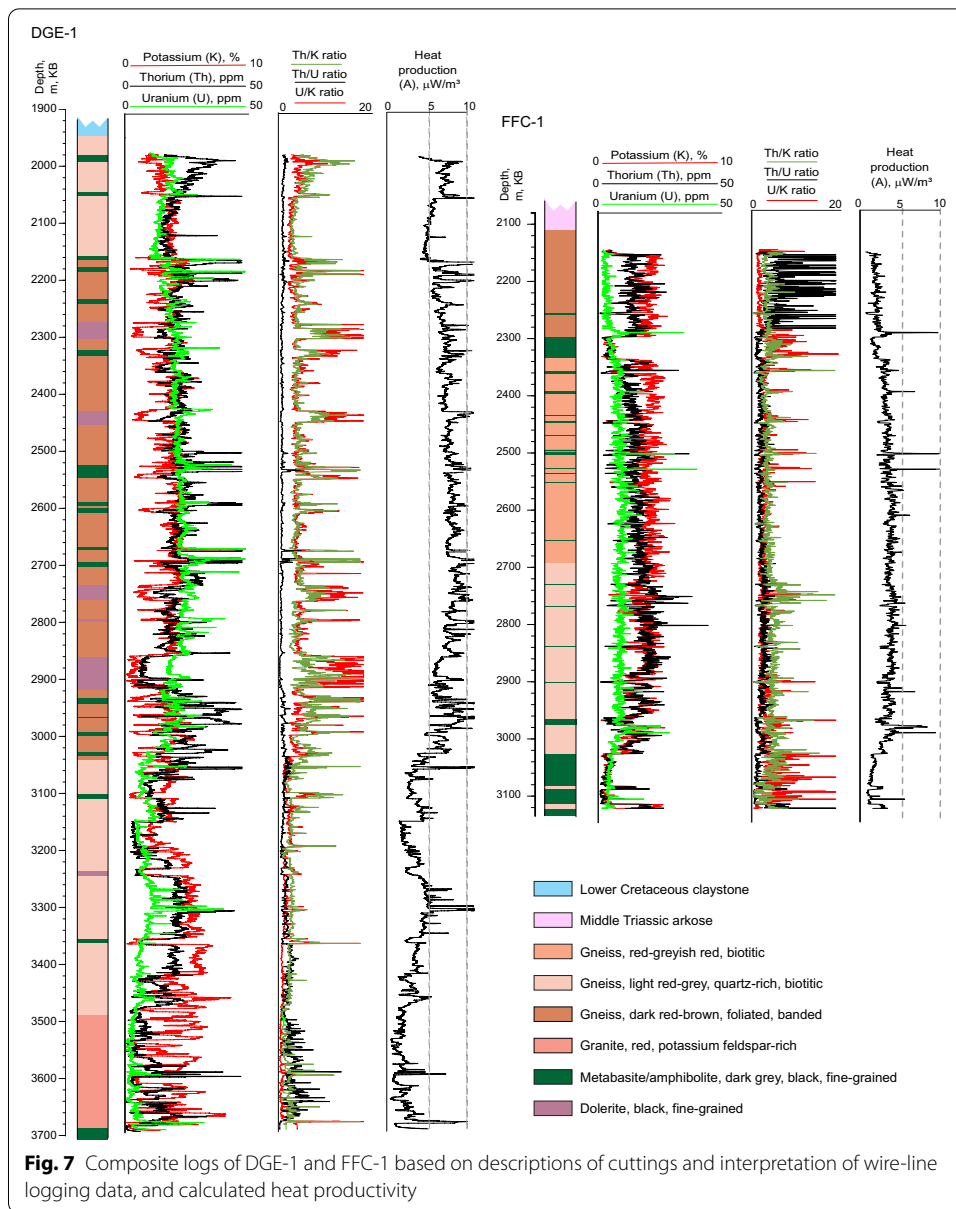 DGE-1
Depth, m, KB
0 Potassium (K), % 10
0 Thorium (Th), ppm 50
0 Uranium (U), ppm 50
Th/K ratio
Th/U ratio
U/K ratio
0 20
Heat
production
(A), µW/m³
0 5 10
1900
2000
2100
2200
2300
2400
2500
2600
2700
2800
2900
3000
3100
3200
3300
3400
3500
3600
3700
FFC-1
Depth, m, KB
0 Potassium (K), % 10
0 Thorium (Th), ppm 50
0 Uranium (U), ppm 50
Th/K ratio
Th/U ratio
U/K ratio
0 20
Heat
production
(A), µW/m³
0 5 10
2100
2200
2300
2400
2500
2600
2700
2800
2900
3000
3100
Lower Cretaceous claystone
Middle Triassic arkose
Gneiss, red-greyish red, biotitic
Gneiss, light red-grey, quartz-rich, biotitic
Gneiss, dark red-brown, foliated, banded
Granite, red, potassium feldspar-rich
Metabasite/amphibolite, dark grey, black, fine-grained
Dolerite, black, fine-grained
Fig. 7 Composite logs of DGE-1 and FFC-1 based on descriptions of cuttings and interpretation of wire-line
logging data, and calculated heat productivity